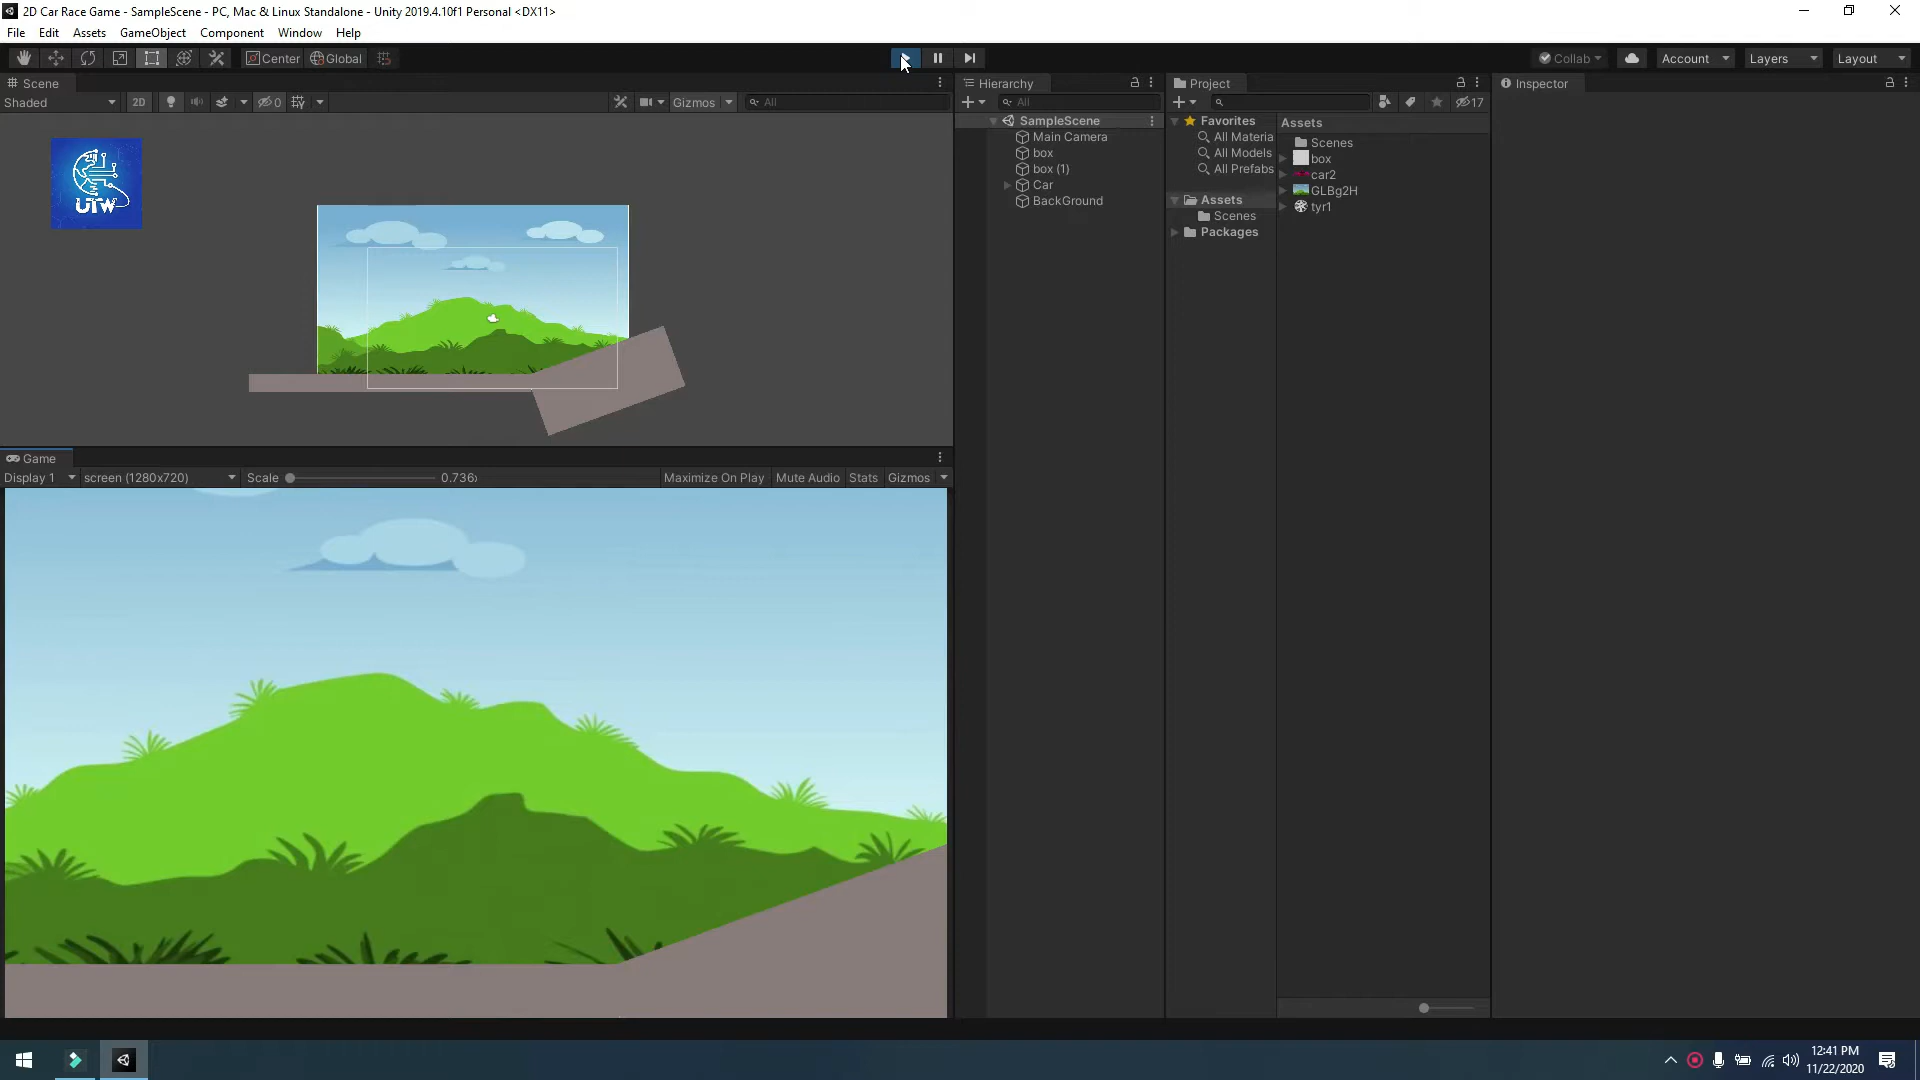 2D Car Race Game - SampleScene - PC, Mac & Linux Standalone - Unity 2019.4.10f1 Personal <DX11>
File Edit Assets GameObject Component Window Help
Center Global Collab Account Layers Layout
Scene
Shaded 2D 0 Gizmos All
UTW
Game
Display 1 screen (1280x720) Scale 0.736 Maximize On Play Mute Audio Stats Gizmos
Hierarchy
All
SampleScene
Main Camera
box
box (1)
Car
BackGround
Project
17
Favorites
All Materia
All Models
All Prefabs
Assets
Scenes
Packages
Assets
Scenes
box
car2
GLBg2H
tyr1
Inspector
12:41 PM
11/22/2020